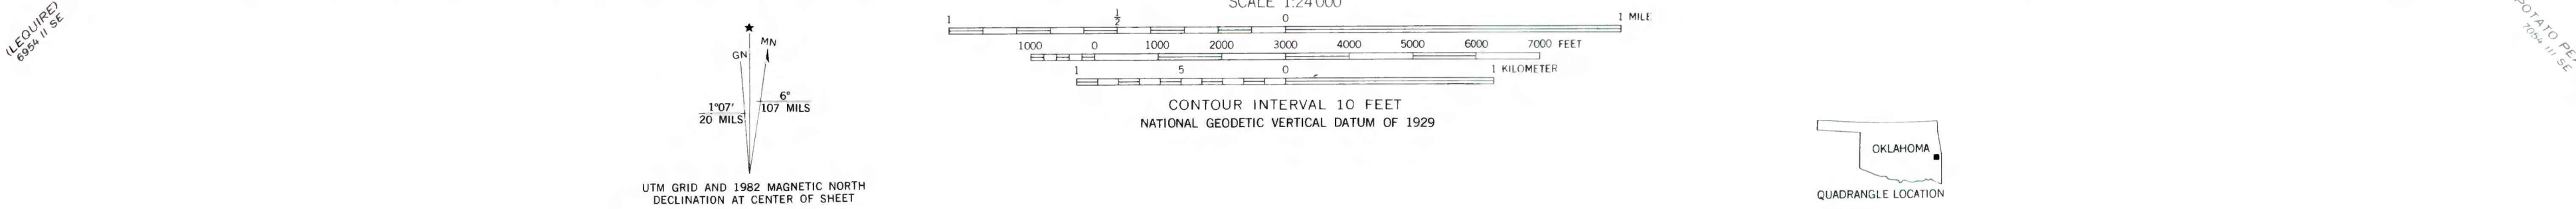 (LEQUIRE)
6954 II SE
★
GN
MN
1°07'
20 MILS
6°
107 MILS
UTM GRID AND 1982 MAGNETIC NORTH
DECLINATION AT CENTER OF SHEET
SCALE 1:24 000
1 ½ 0 1 MILE
1000 0 1000 2000 3000 4000 5000 6000 7000 FEET
1 5 0 1 KILOMETER
CONTOUR INTERVAL 10 FEET
NATIONAL GEODETIC VERTICAL DATUM OF 1929
OKLAHOMA
QUADRANGLE LOCATION
POTATO
7054 III SE